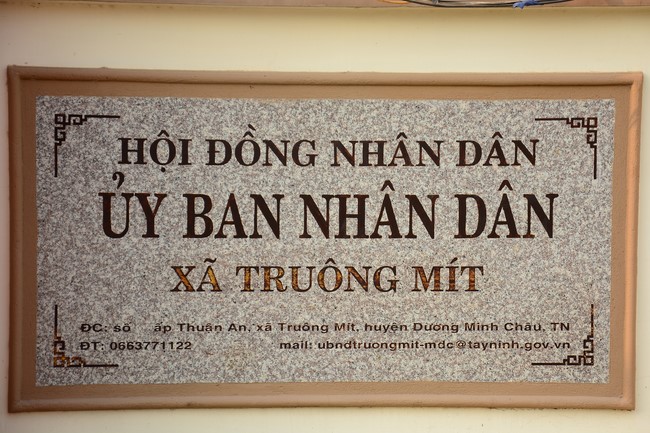 HỘI ĐỒNG NHÂN DÂN
ỦY BAN NHÂN DÂN
XÃ TRUÔNG MÍT
ĐC: số ấp Thuận An, xã Truông Mít, huyện Dương Minh Châu, TN
ĐT: 0663771122 mail: ubndtruongmit-mdc@tayninh.gov.vn